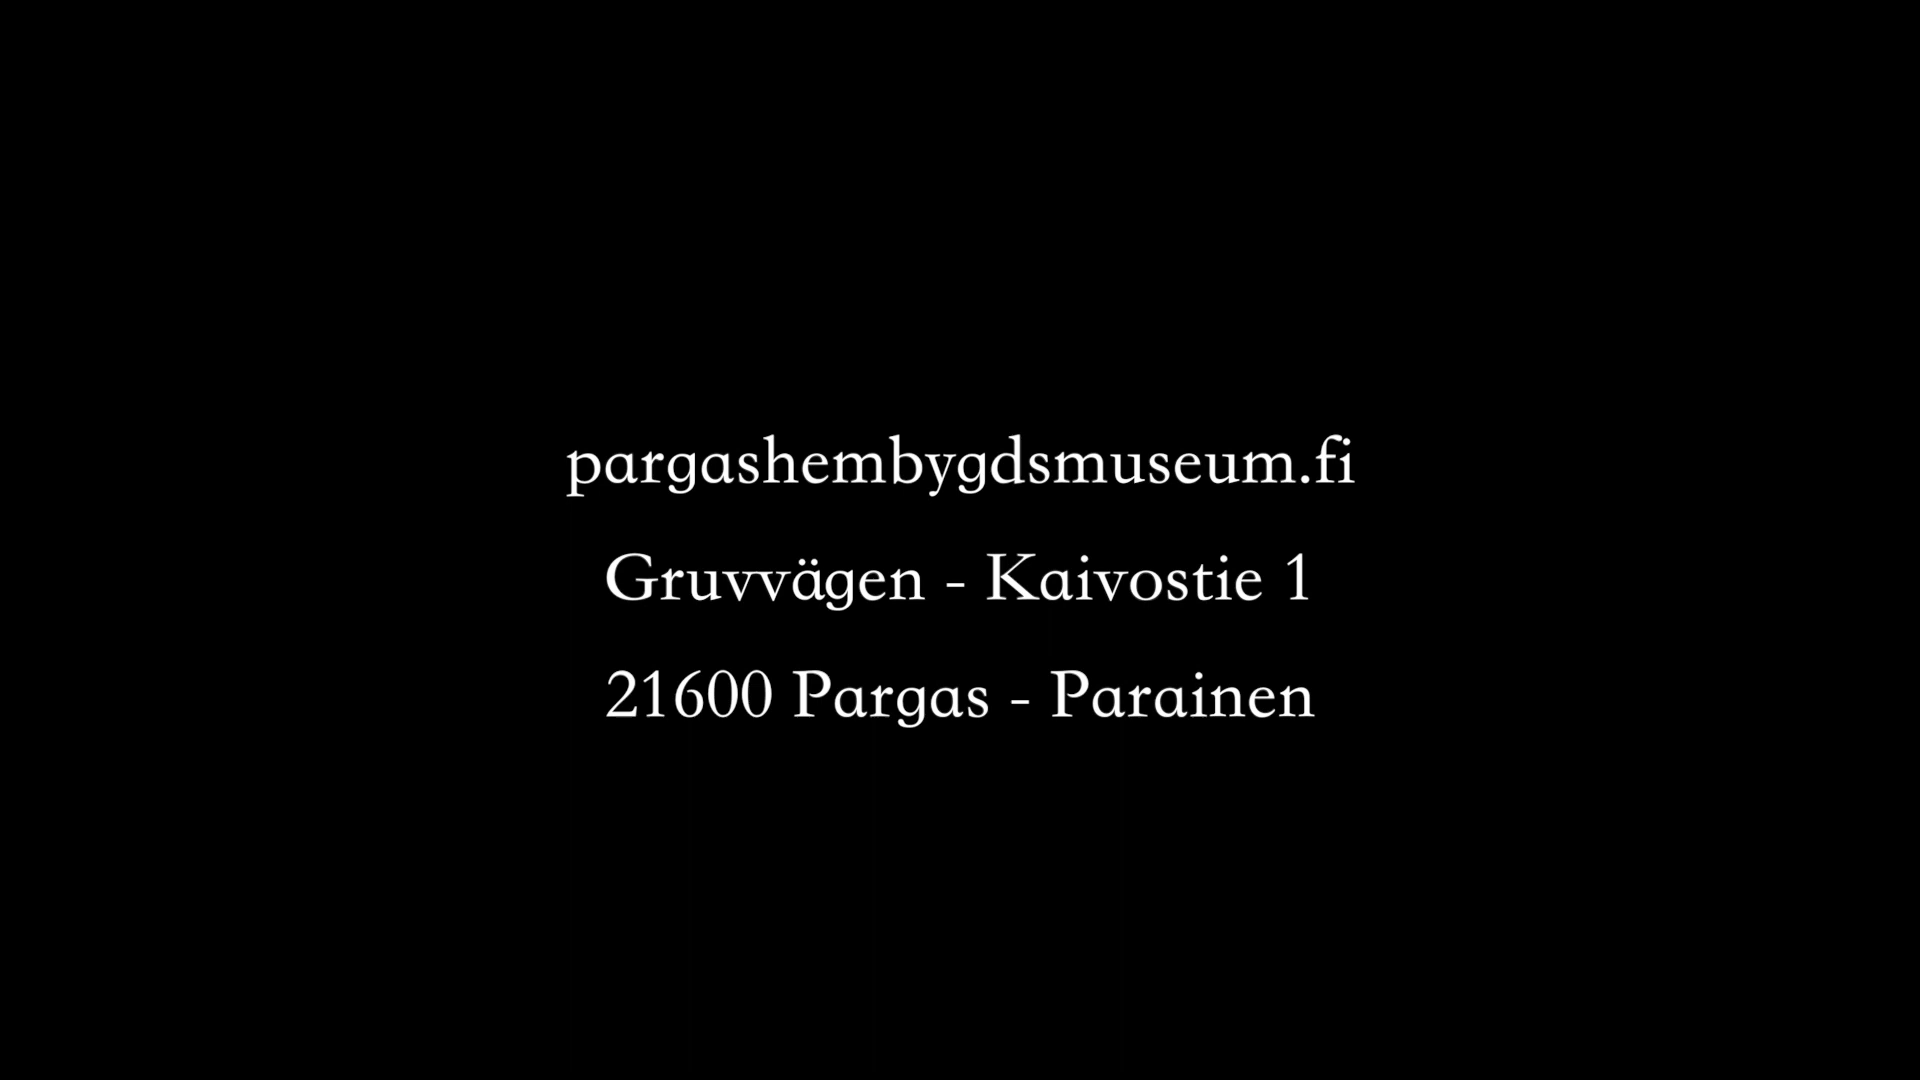 pargashembygdsmuseum.fi
Gruvvägen - Kaivostie 1
21600 Pargas - Parainen